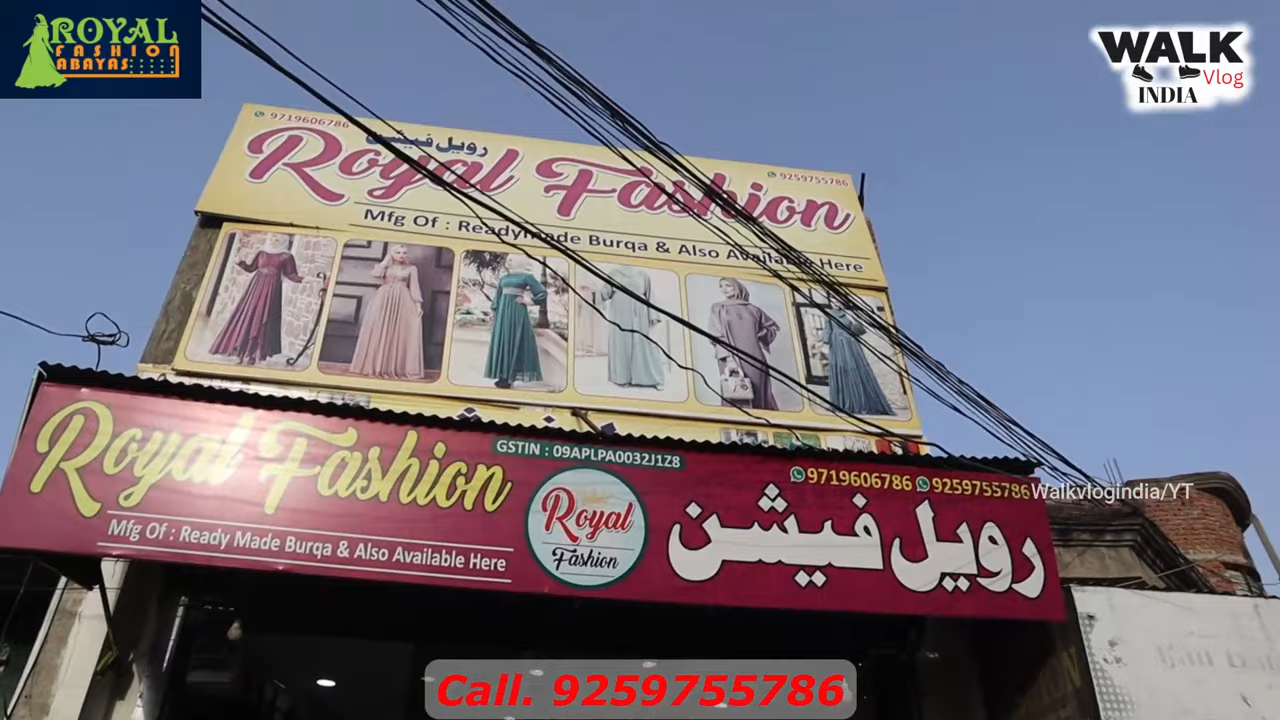 ROYAL
FASHION
ABAYAS
WALK
Vlog
INDIA
9719606786
رویل فیشن
Royal Fashion
9259755786
Mfg Of : Readymade Burqa & Also Available Here
Royal Fashion
Mfg Of : Ready Made Burqa & Also Available Here
GSTIN : 09APLPA0032J1Z8
Royal
Fashion
9719606786 9259755786
رویل فیشن
Walkvlogindia/YT
Call. 9259755786